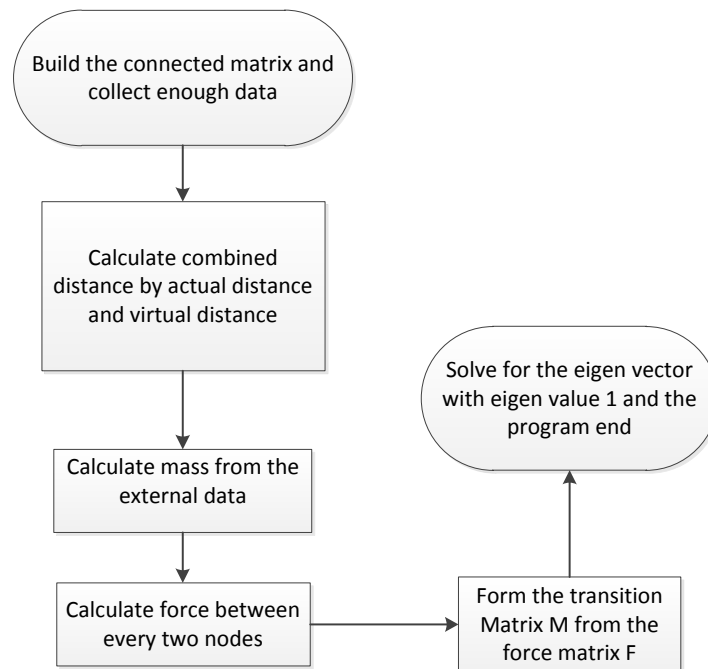 Build the connected matrix and
collect enough data
Calculate combined
distance by actual distance
and virtual distance
Calculate mass from the
external data
Calculate force between
every two nodes
Form the transition
Matrix M from the
force matrix F
Solve for the eigen vector
with eigen value 1 and the
program end